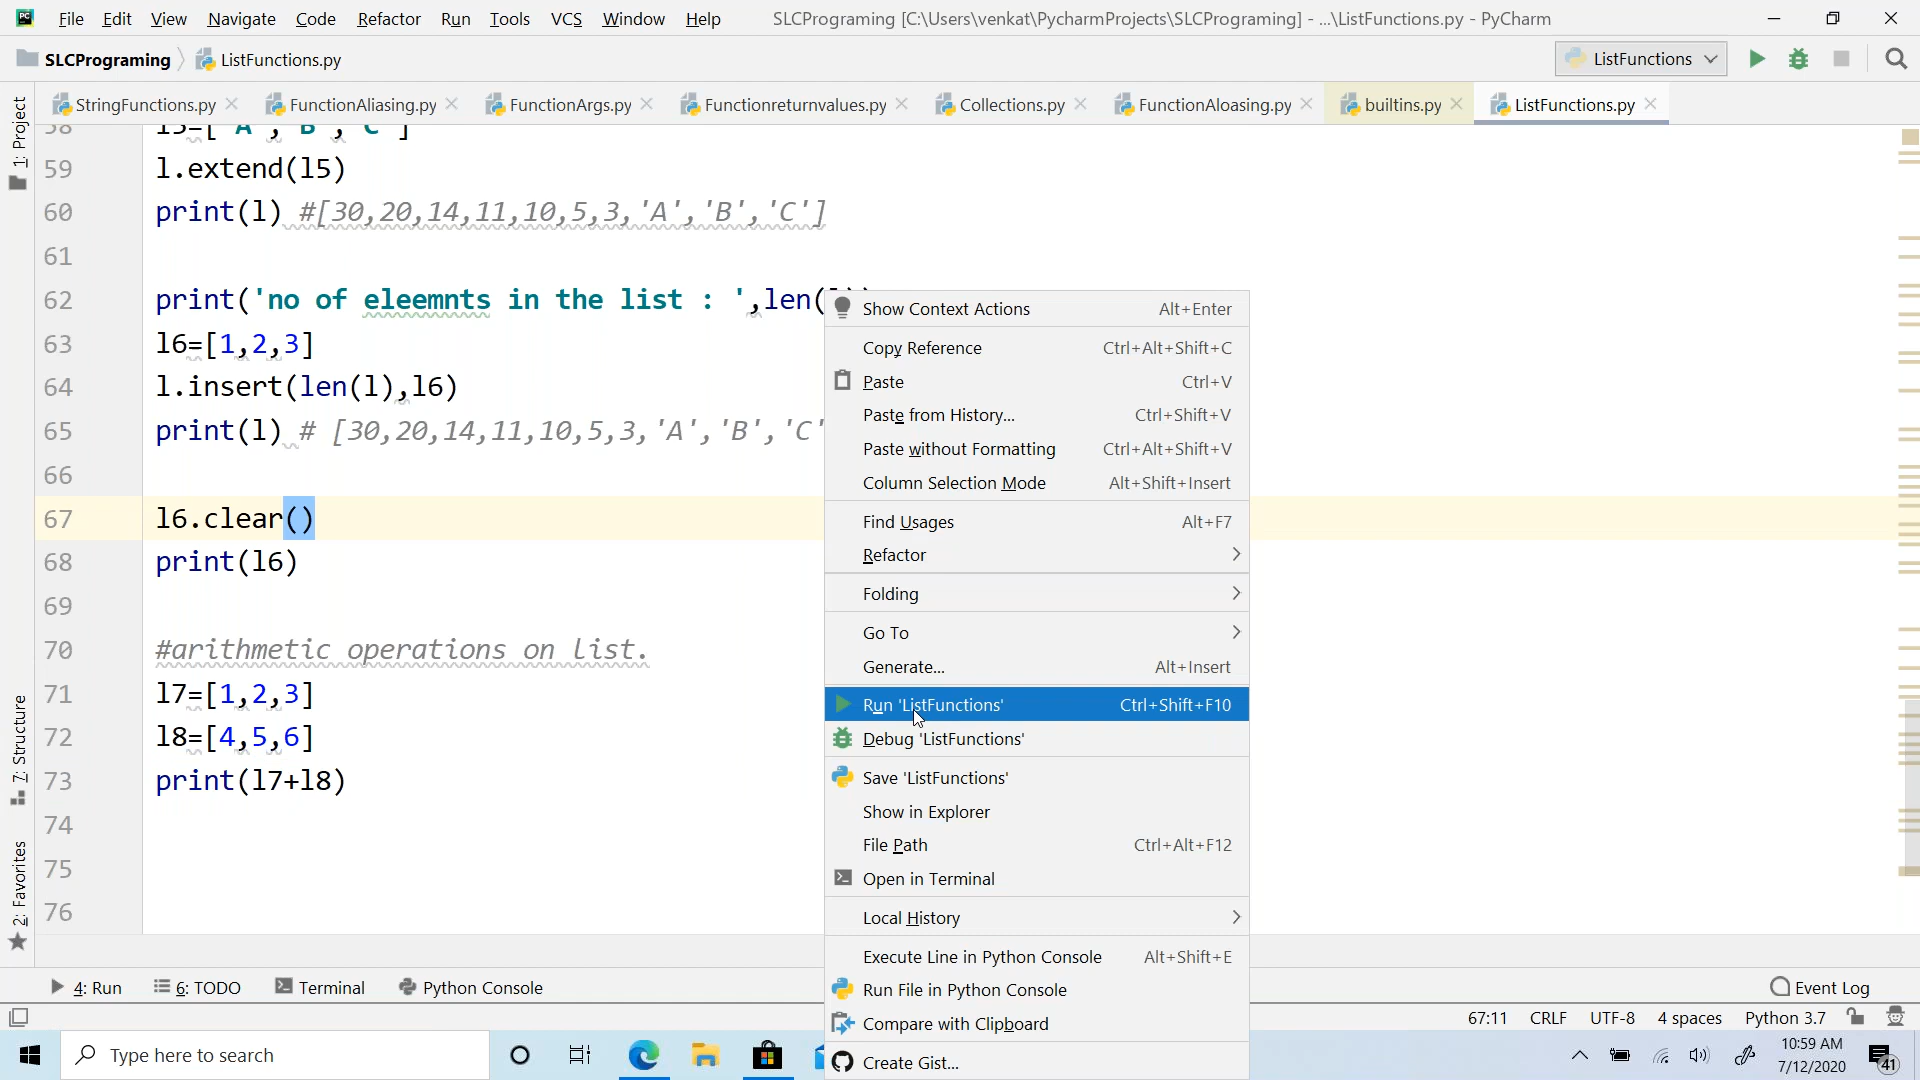 File Edit View Navigate Code Refactor Run Tools VCS Window Help SLCPrograming [C:\Users\venkat\PycharmProjects\SLCPrograming] - ...\ListFunctions.py - PyCharm
SLCPrograming ListFunctions.py ListFunctions
StringFunctions.py FunctionAliasing.py FunctionArgs.py Functionreturnvalues.py Collections.py FunctionAloasing.py builtins.py ListFunctions.py
1: Project
7: Structure
2: Favorites
58 l5=['A','B','C']
59 l.extend(l5)
60 print(l) #[30,20,14,11,10,5,3,'A','B','C']
61
62 print('no of eleemnts in the list : ',len(
63 l6=[1,2,3]
64 l.insert(len(l),l6)
65 print(l) # [30,20,14,11,10,5,3,'A','B','C'
66
67 l6.clear()
68 print(l6)
69
70 #arithmetic operations on list.
71 l7=[1,2,3]
72 l8=[4,5,6]
73 print(l7+l8)
74
75
76
Show Context Actions Alt+Enter
Copy Reference Ctrl+Alt+Shift+C
Paste Ctrl+V
Paste from History... Ctrl+Shift+V
Paste without Formatting Ctrl+Alt+Shift+V
Column Selection Mode Alt+Shift+Insert
Find Usages Alt+F7
Refactor
Folding
Go To
Generate... Alt+Insert
Run 'ListFunctions' Ctrl+Shift+F10
Debug 'ListFunctions'
Save 'ListFunctions'
Show in Explorer
File Path Ctrl+Alt+F12
Open in Terminal
Local History
Execute Line in Python Console Alt+Shift+E
Run File in Python Console
Compare with Clipboard
Create Gist...
4: Run 6: TODO Terminal Python Console Event Log
67:11 CRLF UTF-8 4 spaces Python 3.7
Type here to search
10:59 AM
7/12/2020
41